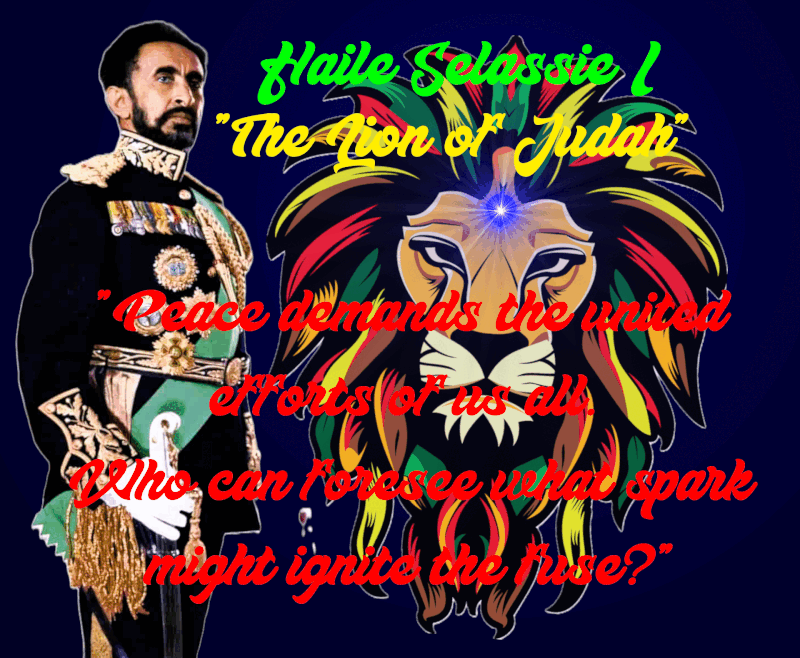 Haile Selassie I
"The Lion of Judah"
"Peace demands the united
efforts of us all.
Who can foresee what spark
might ignite the fuse?"